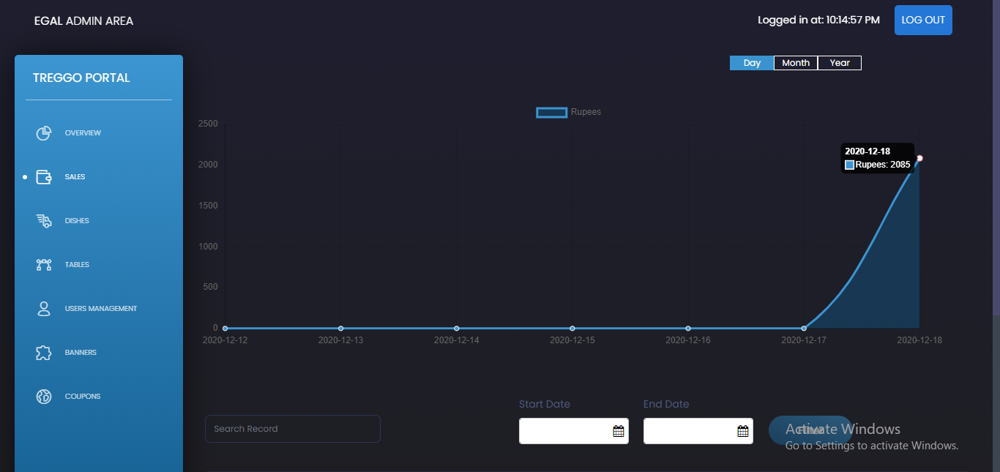 EGAL ADMIN AREA
Logged in at: 10:14:57 PM
LOG OUT
TREGGO PORTAL
OVERVIEW
SALES
DISHES
TABLES
USERS MANAGEMENT
BANNERS
COUPONS
Day
Month
Year
Rupees
2500
2000
1500
1000
500
0
2020-12-18
Rupees: 2085
2020-12-12
2020-12-13
2020-12-14
2020-12-15
2020-12-16
2020-12-17
2020-12-18
Search Record
Start Date
End Date
Filter
Activate Windows
Go to Settings to activate Windows.